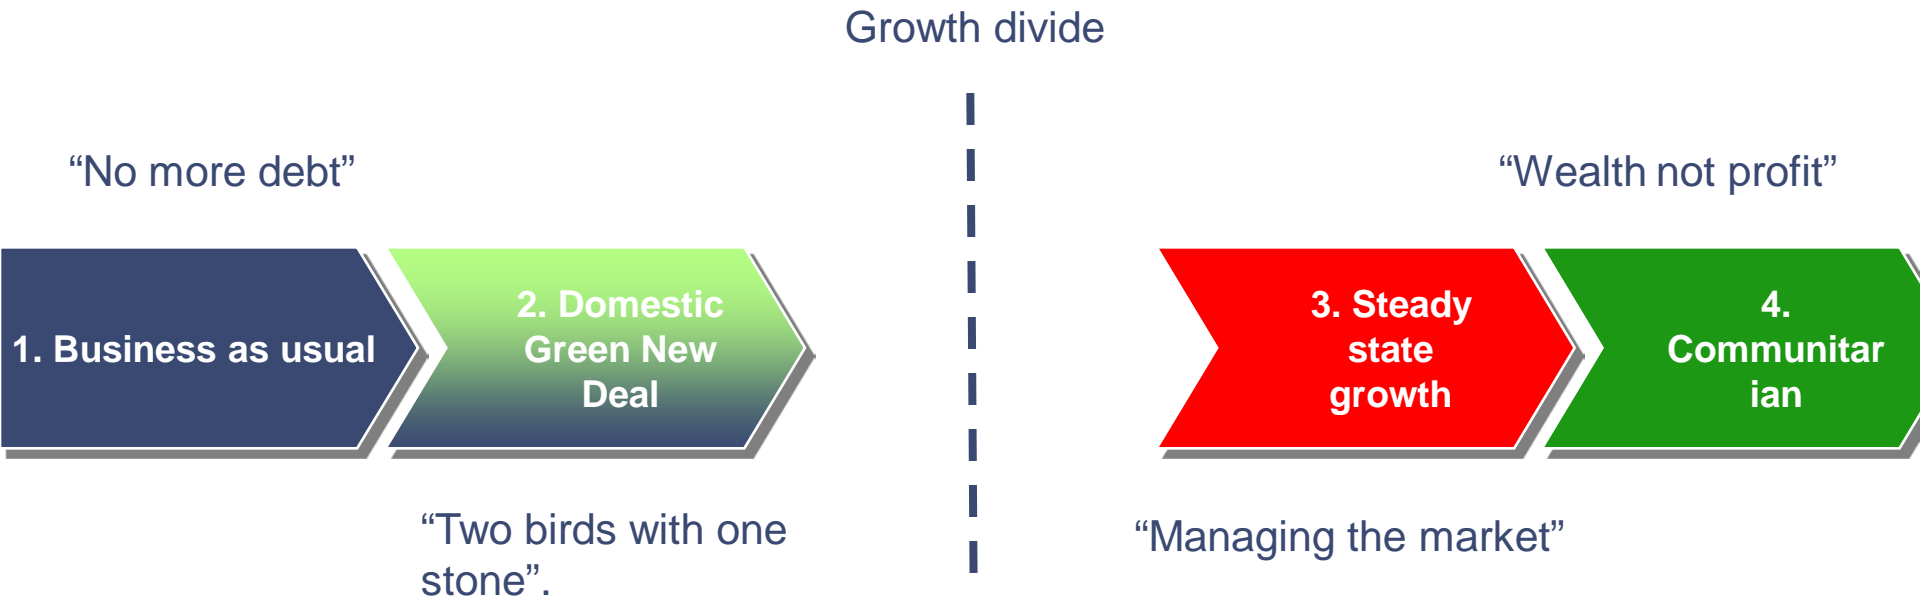 Growth divide
“No more debt”
“Wealth not profit”
1. Business as usual
2. Domestic
Green New
Deal
3. Steady
state
growth
4.
Communitar
ian
“Two birds with one
stone”.
“Managing the market”